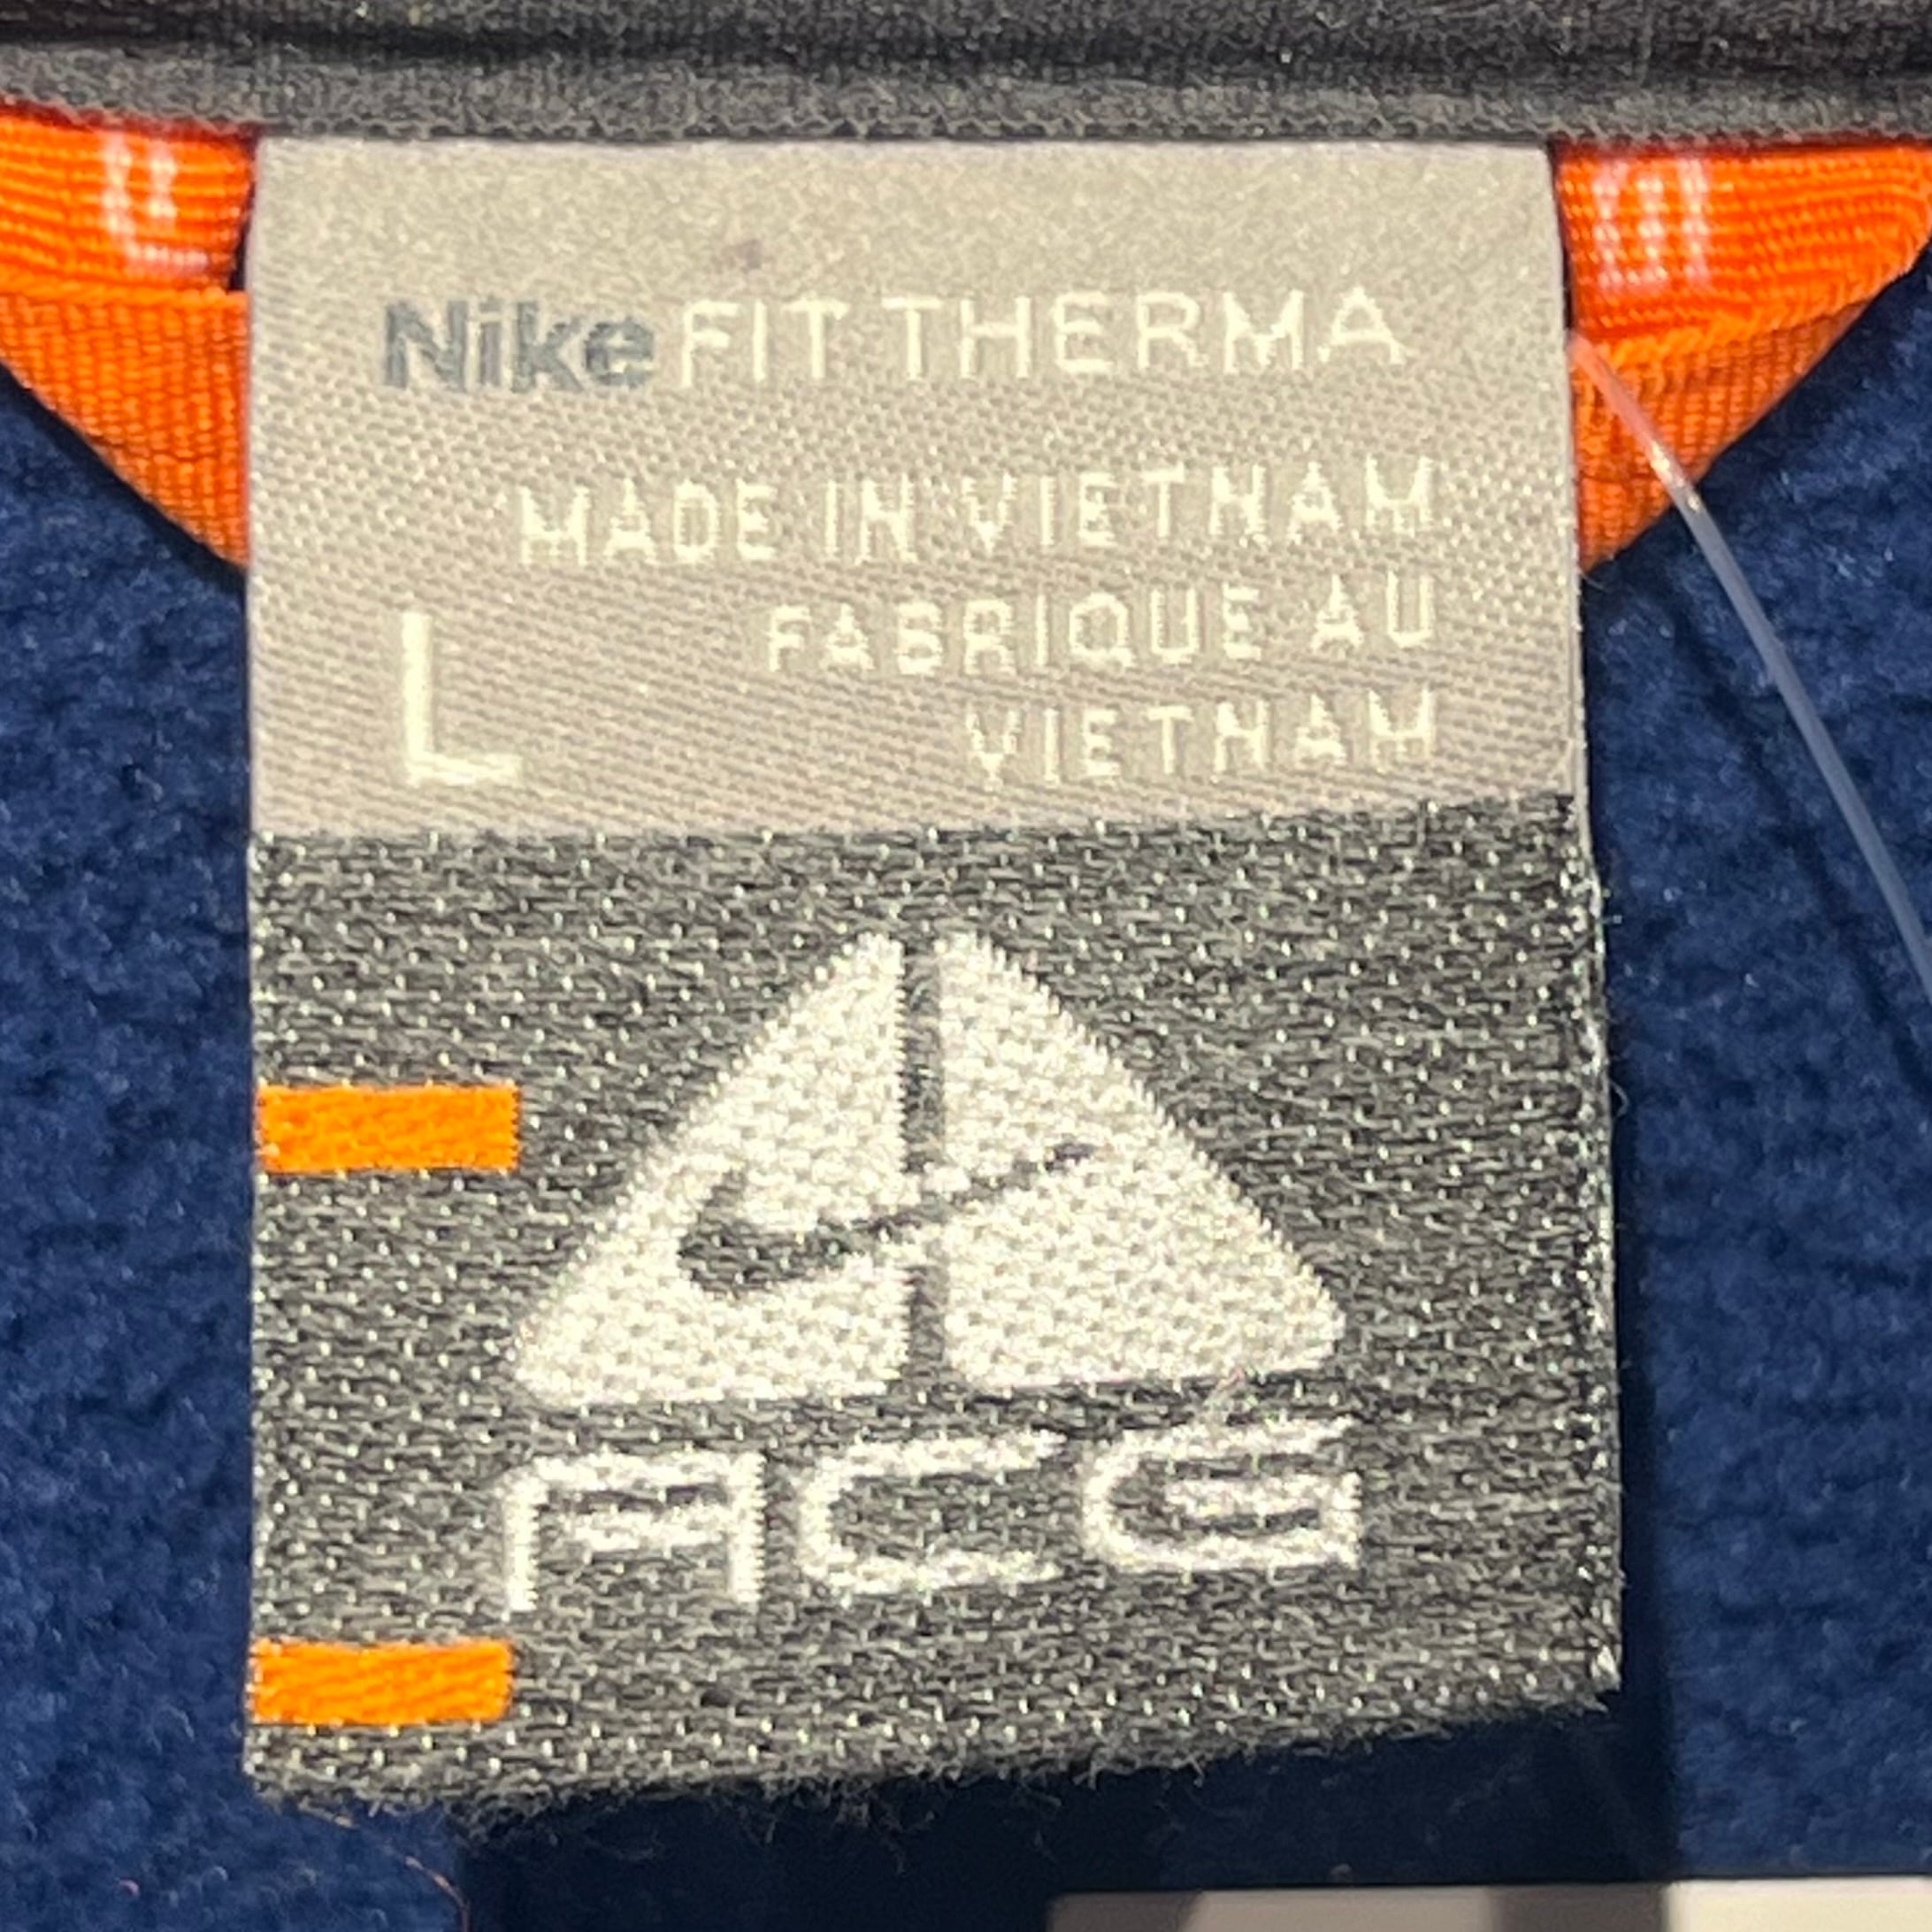 Nike FIT THERMA
MADE IN VIETNAM
FABRIQUE AU
VIETNAM
L
ACG